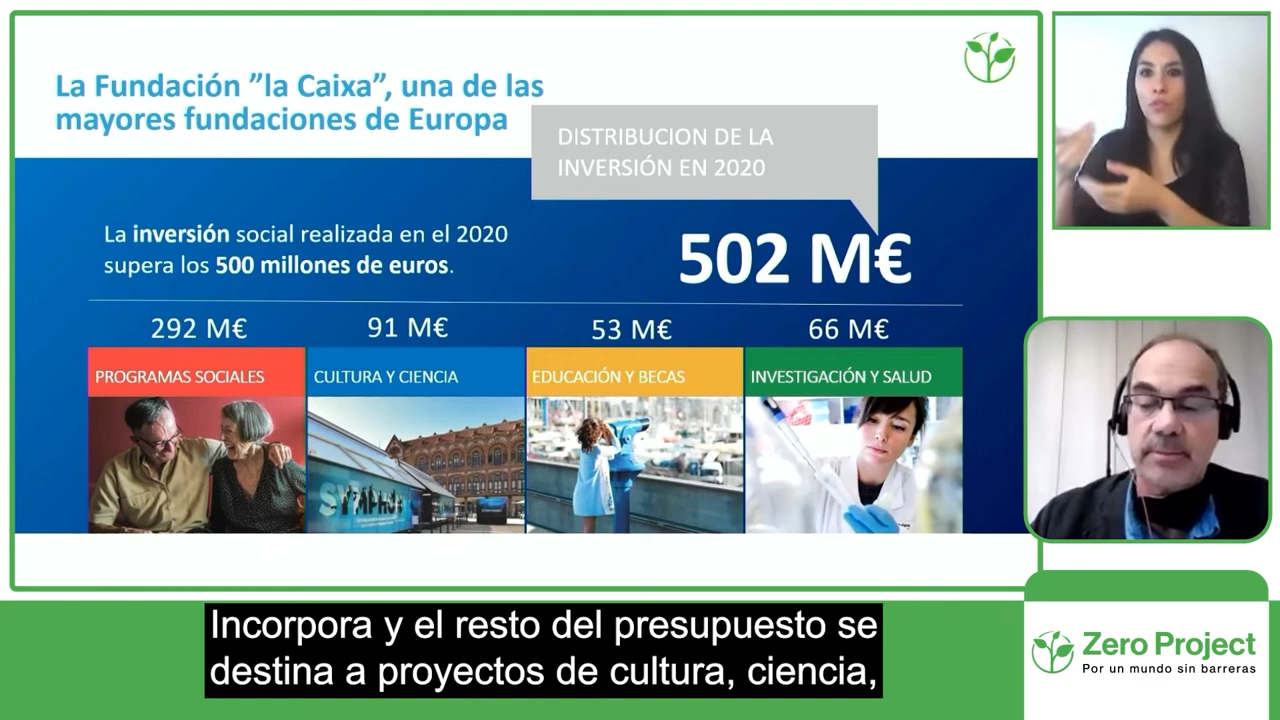 La Fundación ”la Caixa”, una de las
mayores fundaciones de Europa
DISTRIBUCION DE LA
INVERSIÓN EN 2020
La inversión social realizada en el 2020
supera los 500 millones de euros.
502 M€
292 M€
91 M€
53 M€
66 M€
PROGRAMAS SOCIALES
CULTURA Y CIENCIA
EDUCACIÓN Y BECAS
INVESTIGACIÓN Y SALUD
Incorpora y el resto del presupuesto se
destina a proyectos de cultura, ciencia,
Zero Project
Por un mundo sin barreras